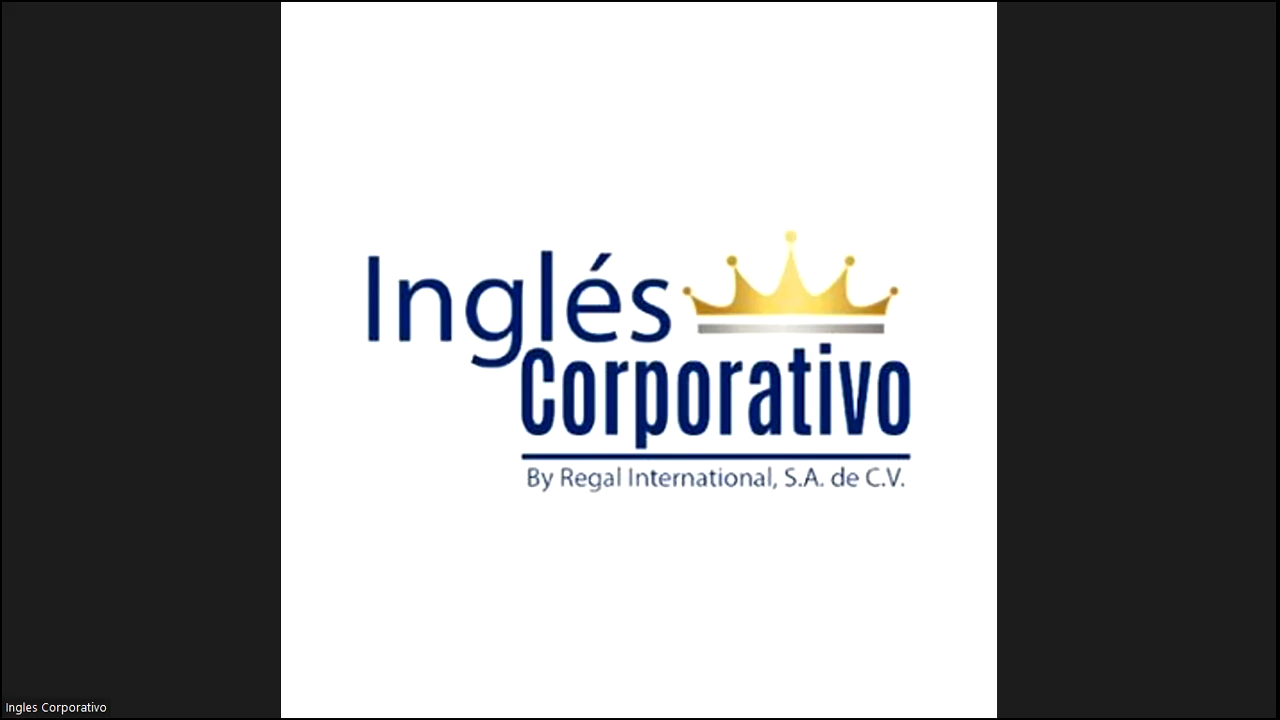 Inglés
Corporativo
By Regal International, S.A. de C.V.
Ingles Corporativo